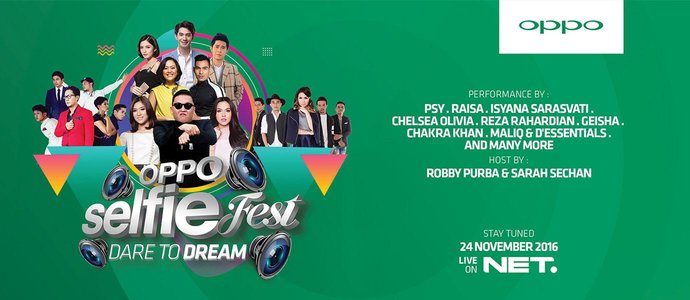 OPPO
selfie Fest
DARE TO DREAM
oppo
PERFORMANCE BY :
PSY . RAISA . ISYANA SARASVATI .
CHELSEA OLIVIA . REZA RAHARDIAN . GEISHA .
CHAKRA KHAN . MALIQ & D'ESSENTIALS .
AND MANY MORE
HOST BY :
ROBBY PURBA & SARAH SECHAN
STAY TUNED
24 NOVEMBER 2016
LIVE ON NET.